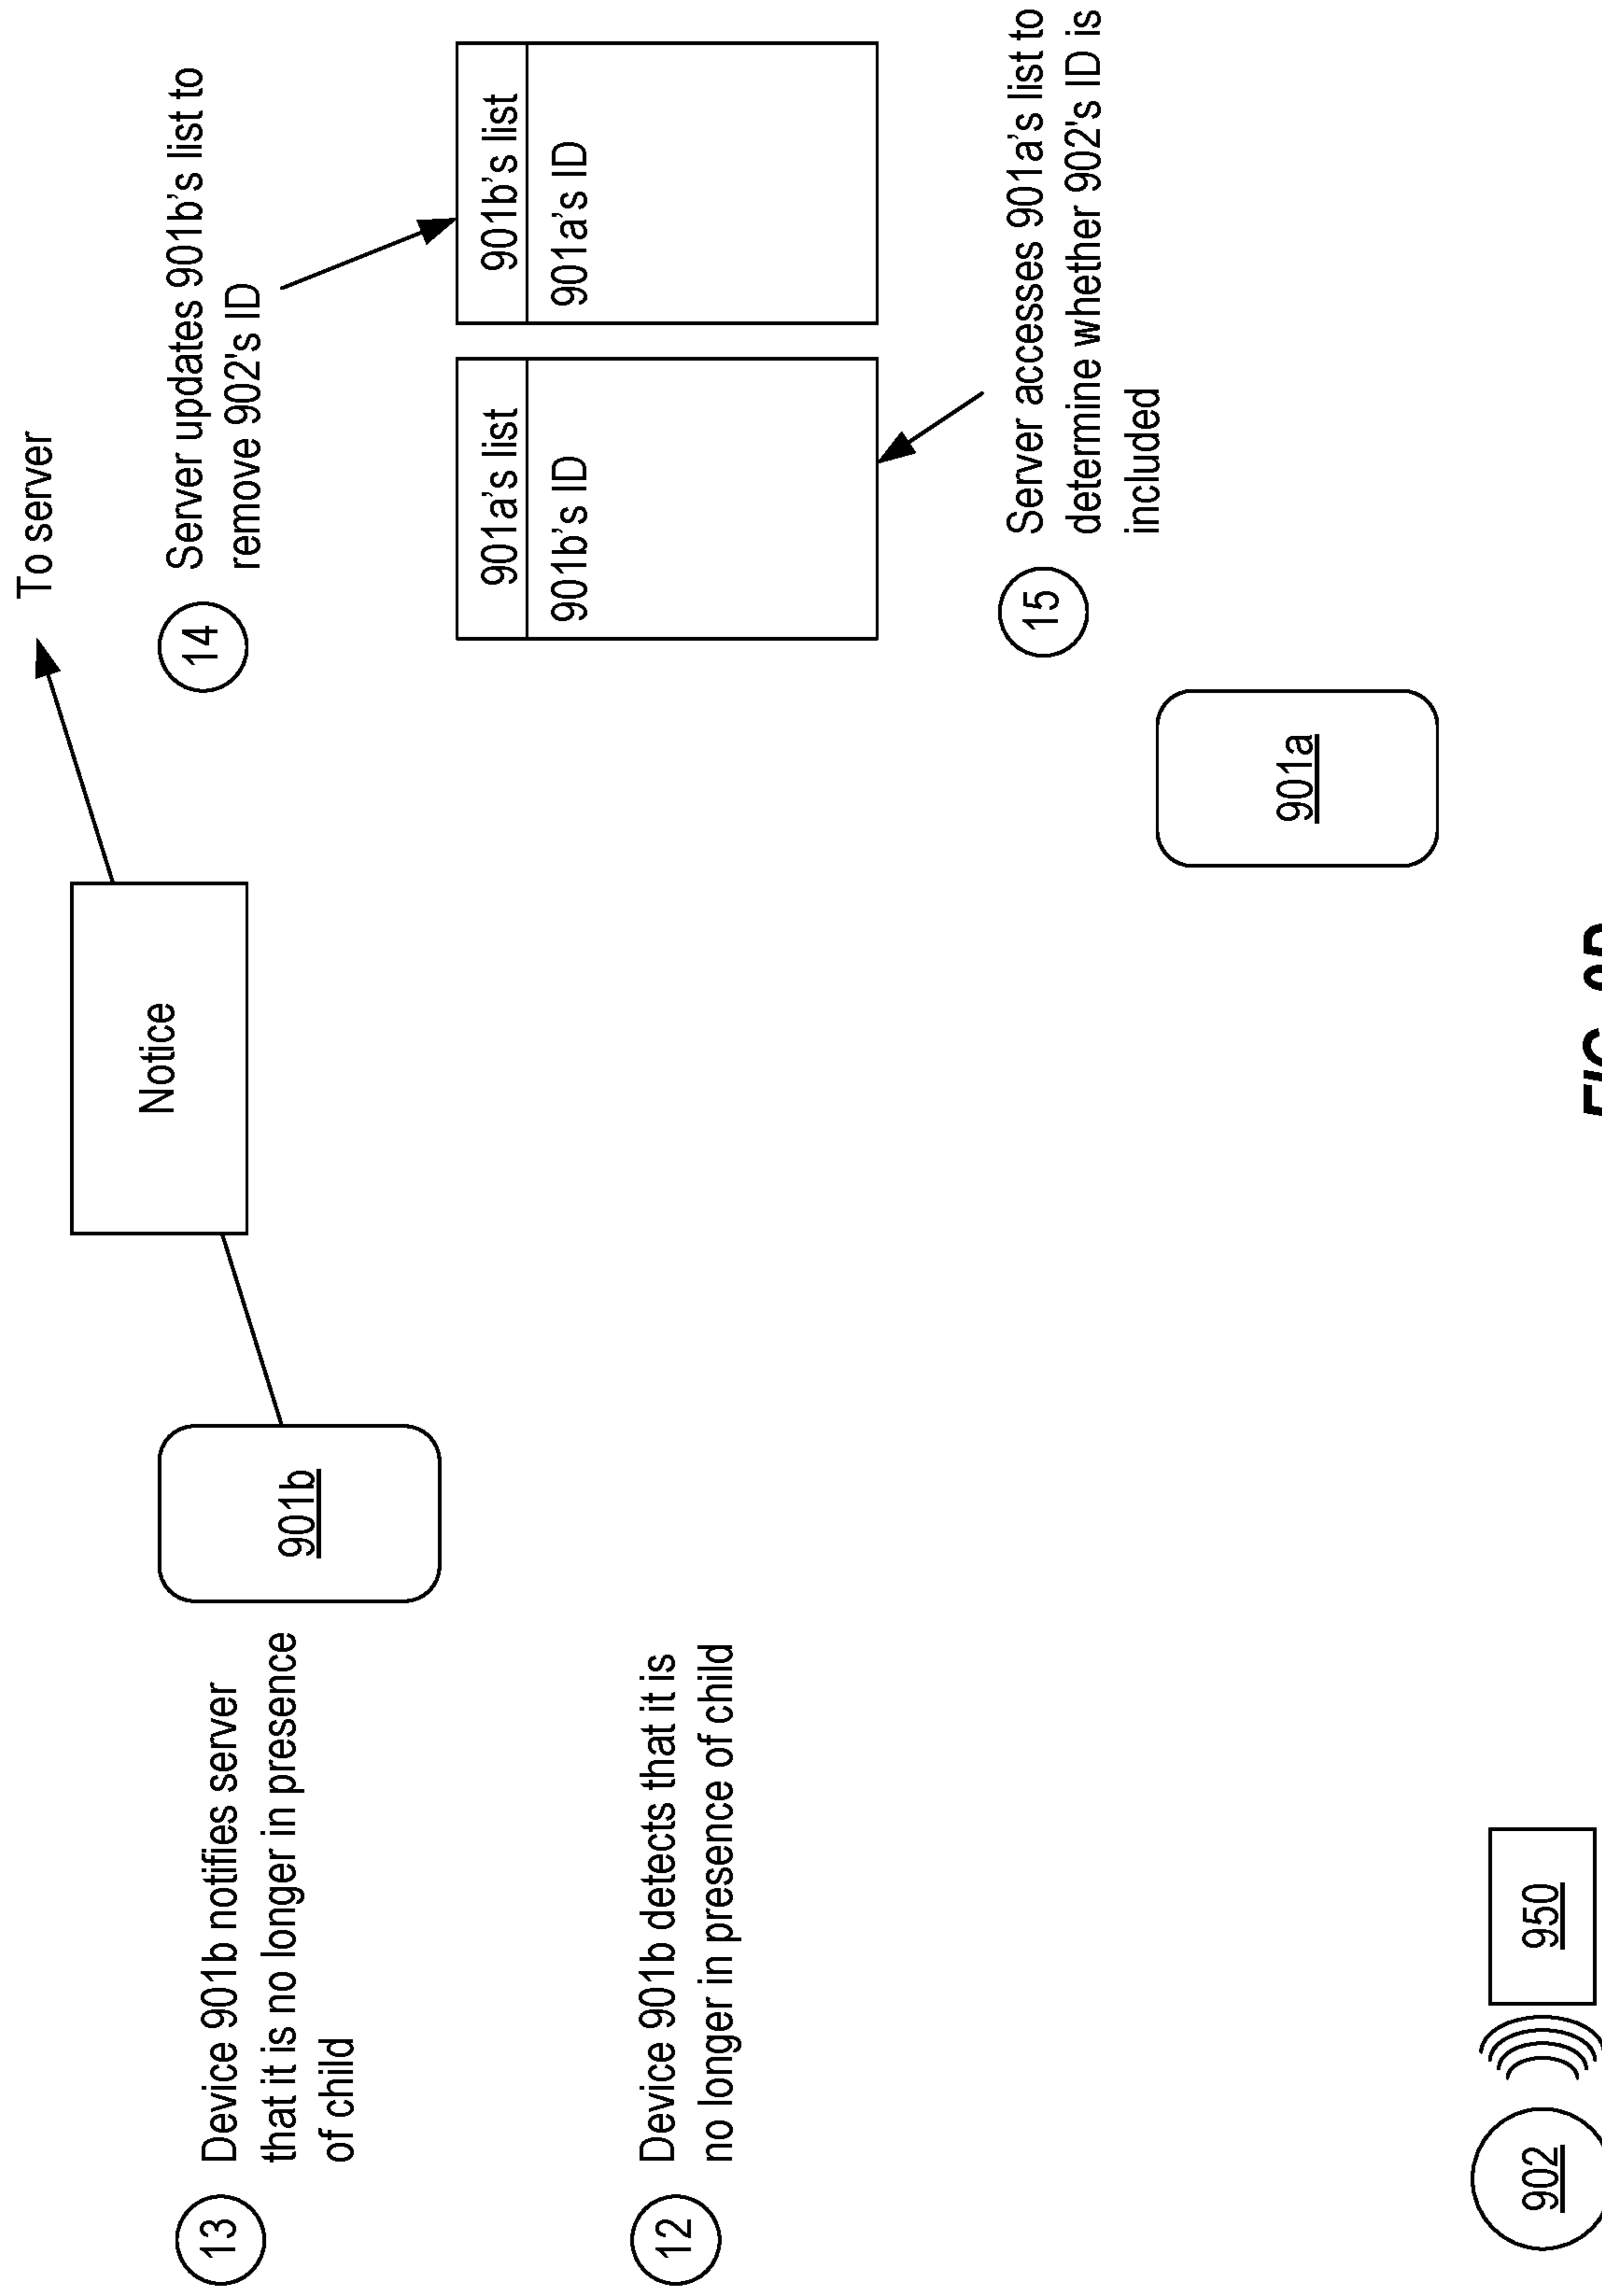 To server
Notice
13
Device 901b notifies server
that it is no longer in presence
of child
901b
14
Server updates 901b's list to
remove 902's ID
901a's list
901b's ID
901b's list
901a's ID
12
Device 901b detects that it is
no longer in presence of child
15
Server accesses 901a's list to
determine whether 902's ID is
included
901a
902
950
FIG.